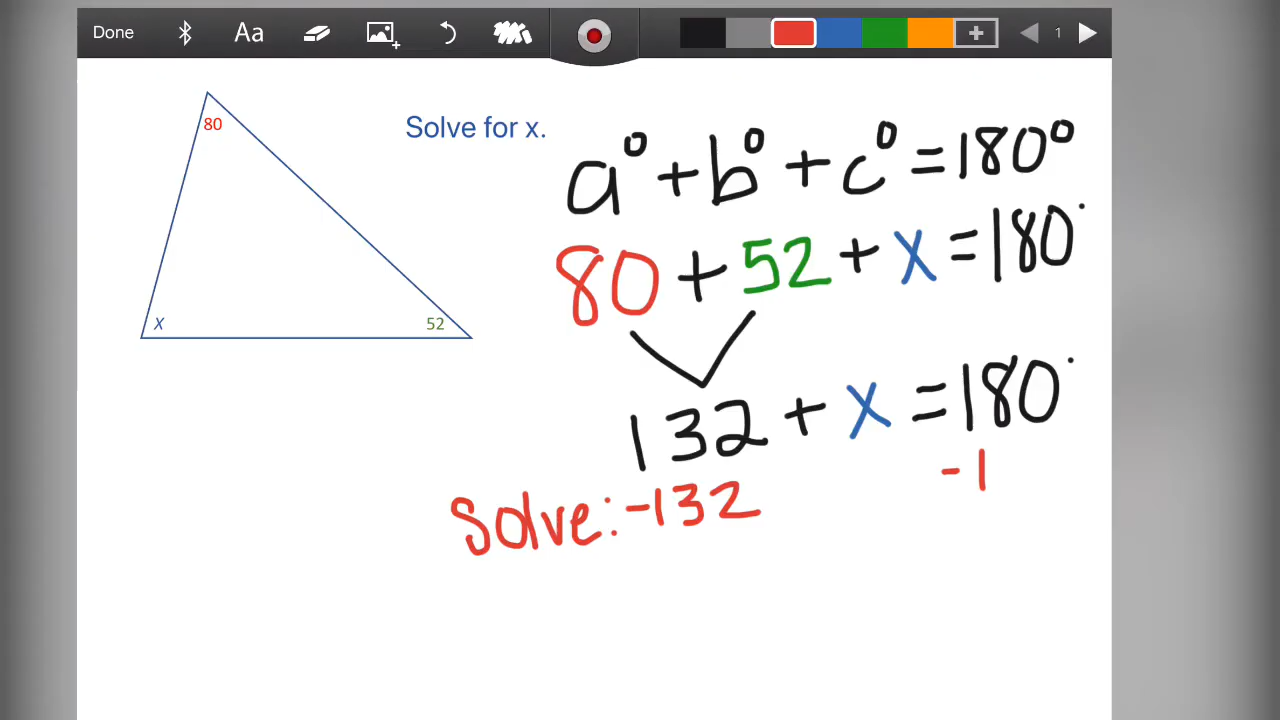 Done Aa 1
Solve for x.
80
x 52
a° + b° + c° = 180°
80 + 52 + x = 180°
132 + x = 180°
Solve: -132 -1